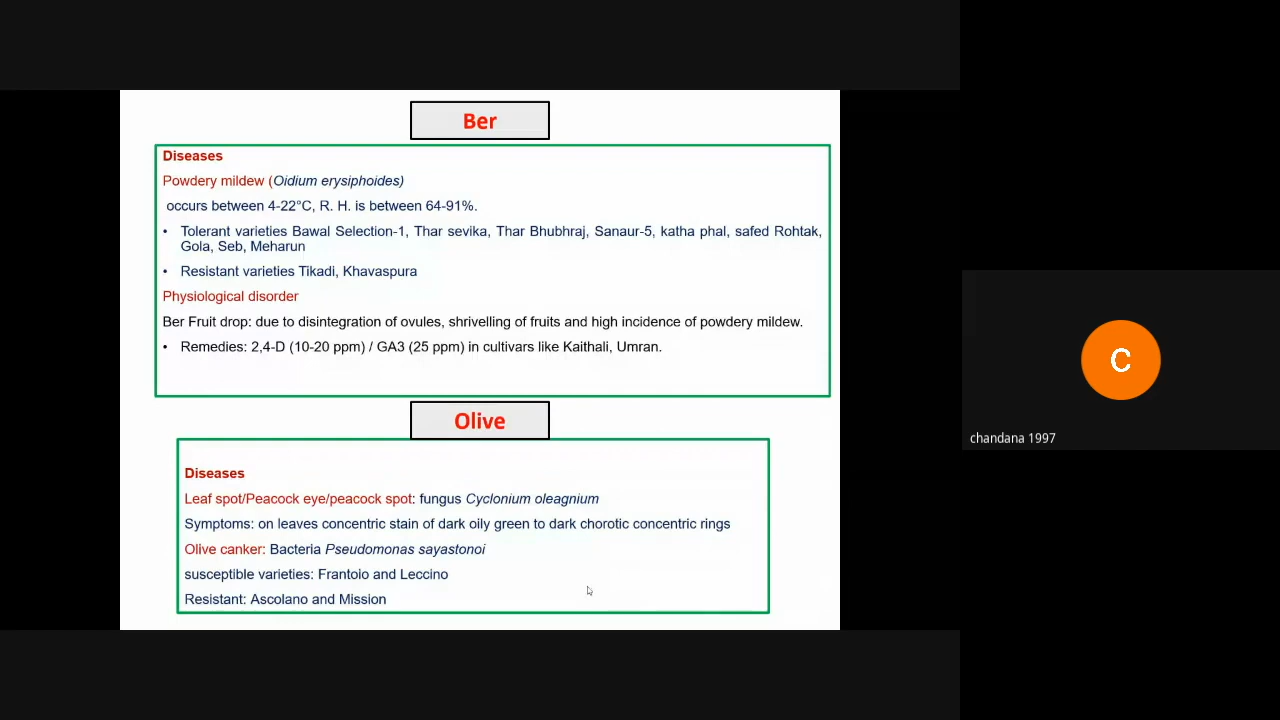 Ber
Diseases
Powdery mildew (Oidium erysiphoides)
occurs between 4-22°C, R. H. is between 64-91%.
• Tolerant varieties Bawal Selection-1, Thar sevika, Thar Bhubhraj, Sanaur-5, katha phal, safed Rohtak,
Gola, Seb, Meharun
• Resistant varieties Tikadi, Khavaspura
Physiological disorder
Ber Fruit drop: due to disintegration of ovules, shrivelling of fruits and high incidence of powdery mildew.
• Remedies: 2,4-D (10-20 ppm) / GA3 (25 ppm) in cultivars like Kaithali, Umran.
Olive
Diseases
Leaf spot/Peacock eye/peacock spot: fungus Cyclonium oleagnium
Symptoms: on leaves concentric stain of dark oily green to dark chorotic concentric rings
Olive canker: Bacteria Pseudomonas sayastonoi
susceptible varieties: Frantoio and Leccino
Resistant: Ascolano and Mission
C
chandana 1997